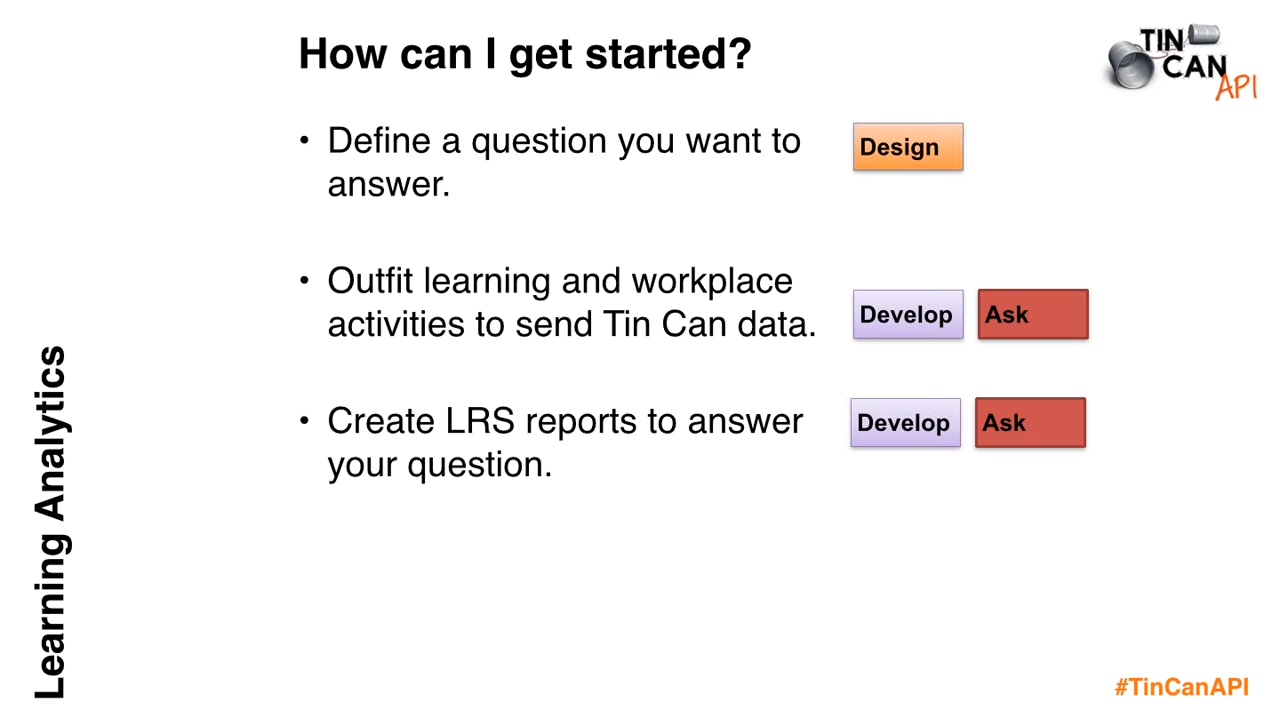 How can I get started?
TIN
CAN
API
• Define a question you want to
answer.
Design
• Outfit learning and workplace
activities to send Tin Can data.
Develop
Ask
• Create LRS reports to answer
your question.
Develop
Ask
Learning Analytics
#TinCanAPI